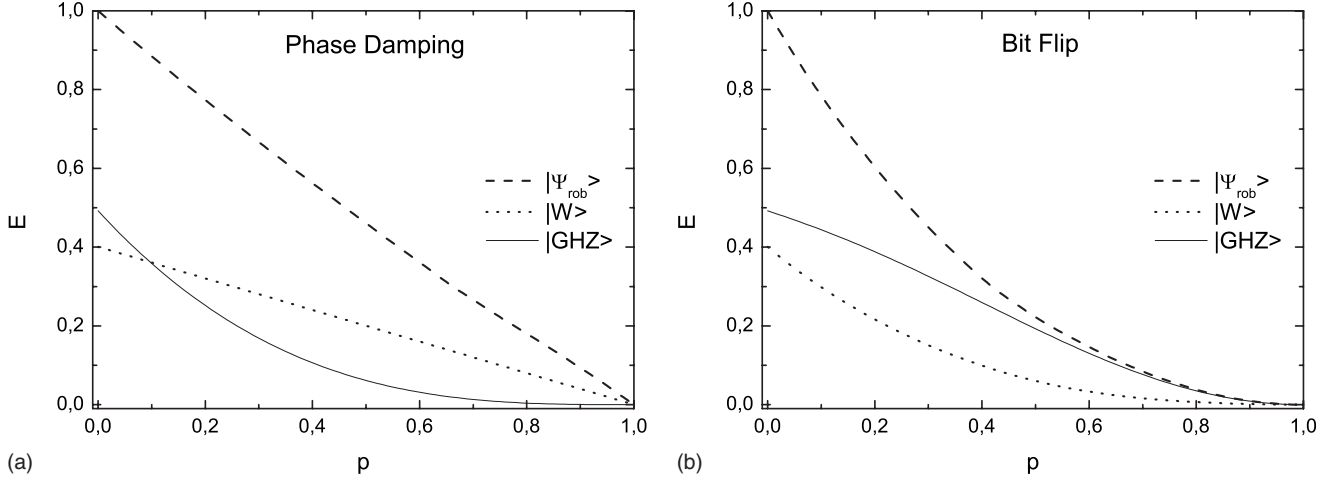 Phase Damping
E
1,0
0,8
0,6
0,4
0,2
0,0
|Ψrob>
|W>
|GHZ>
0,0 0,2 0,4 0,6 0,8 1,0
p
(a)
Bit Flip
E
1,0
0,8
0,6
0,4
0,2
0,0
|Ψrob>
|W>
|GHZ>
0,0 0,2 0,4 0,6 0,8 1,0
p
(b)